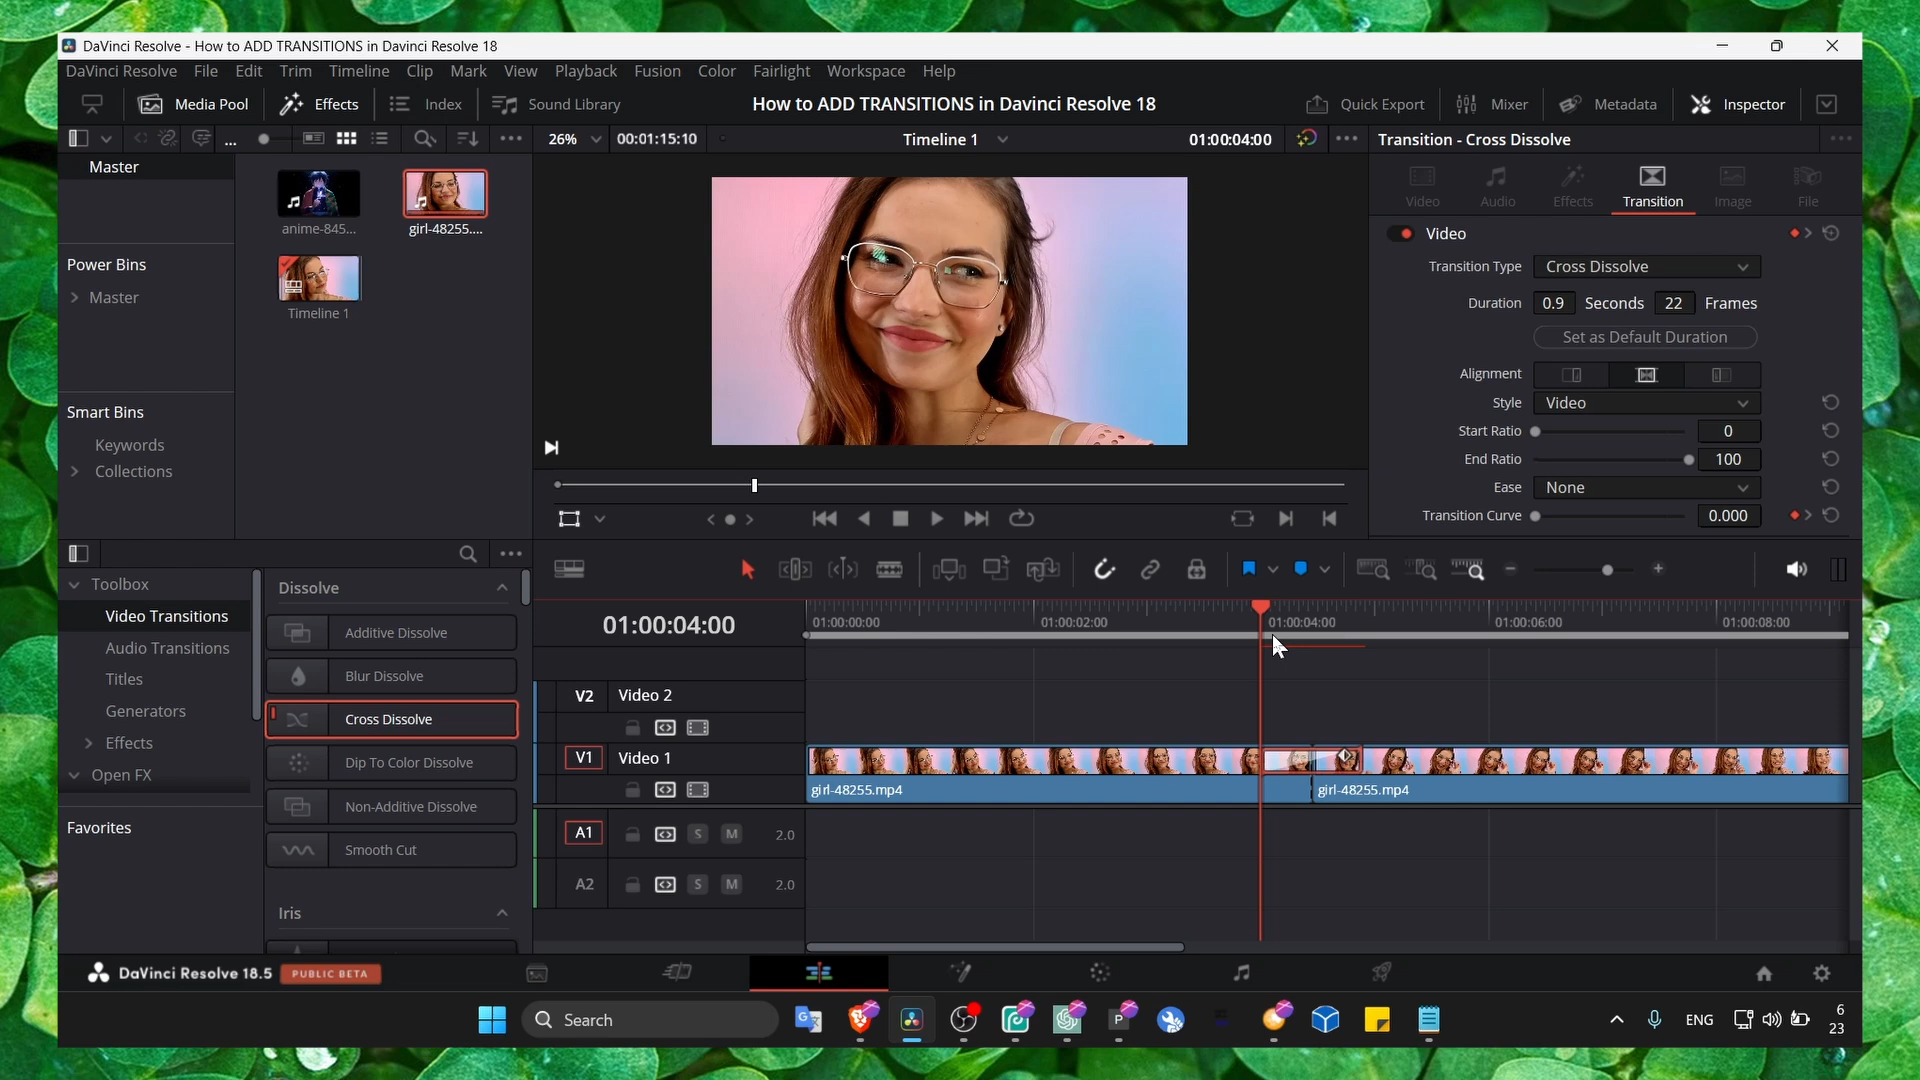 DaVinci Resolve - How to ADD TRANSITIONS in Davinci Resolve 18
DaVinci Resolve File Edit Trim Timeline Clip Mark View Playback Fusion Color Fairlight Workspace Help
Media Pool Effects Index Sound Library How to ADD TRANSITIONS in Davinci Resolve 18 Quick Export Mixer Metadata Inspector
26% 00:01:15:10 Timeline 1 01:00:04:00 Transition - Cross Dissolve
Master
Video Audio Effects Transition Image File
anime-845... girl-48255....
Video
Power Bins
Transition Type Cross Dissolve
Master
Duration 0.9 Seconds 22 Frames
Timeline 1
Set as Default Duration
Alignment
Smart Bins
Style Video
Keywords
Start Ratio 0
Collections
End Ratio 100
Ease None
Transition Curve 0.000
Toolbox
Video Transitions
Audio Transitions
Titles
Generators
Effects
Open FX
Favorites
Dissolve
Additive Dissolve
Blur Dissolve
Cross Dissolve
Dip To Color Dissolve
Non-Additive Dissolve
Smooth Cut
Iris
01:00:04:00 01:00:00:00 01:00:02:00 01:00:04:00 01:00:06:00 01:00:08:00
V2 Video 2
V1 Video 1
girl-48255.mp4 girl-48255.mp4
A1 S M 2.0
A2 S M 2.0
DaVinci Resolve 18.5 PUBLIC BETA
Search
G
P
ENG
6
23